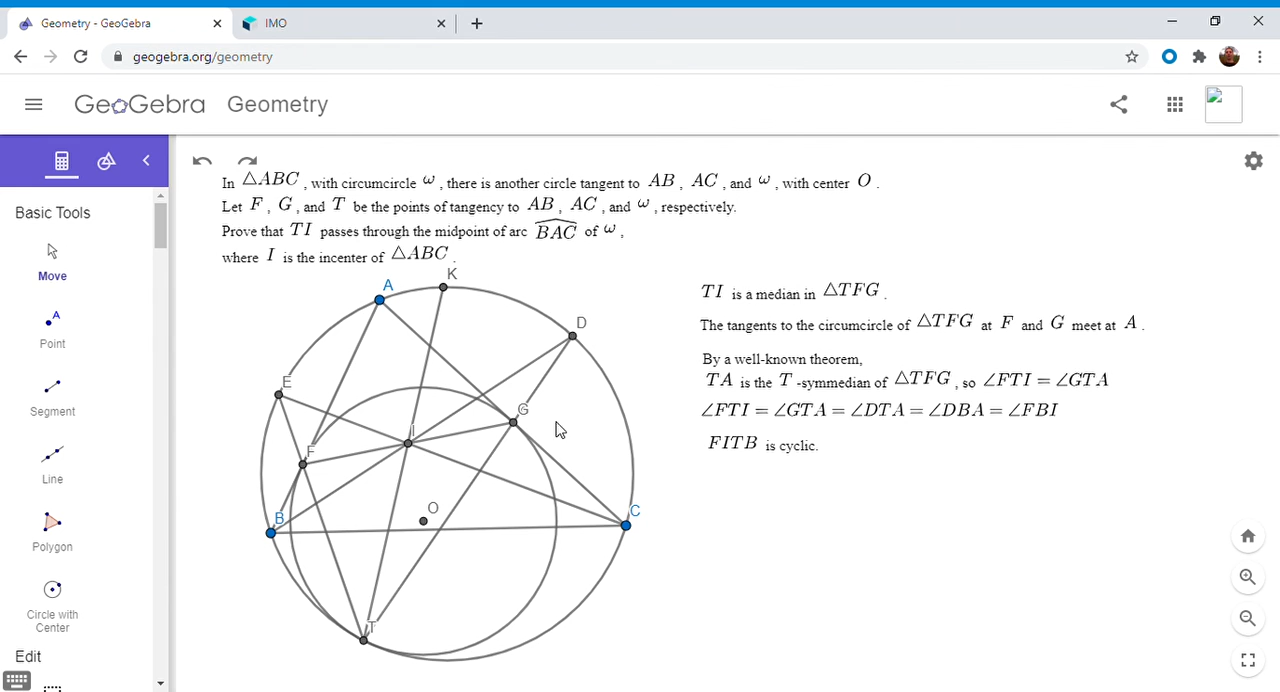 Geometry - GeoGebra
IMO
geogebra.org/geometry
GeoGebra Geometry
In △ABC , with circumcircle ω , there is another circle tangent to AB , AC , and ω , with center O .
Let F , G , and T be the points of tangency to AB , AC , and ω , respectively.
Prove that TI passes through the midpoint of arc \widehat{BAC} of ω ,
where I is the incenter of △ABC .
Basic Tools
Move
A
Point
Segment
Line
Polygon
Circle with
Center
Edit
K
A
D
E
G
I
F
O
B
C
T
TI is a median in △TFG .
The tangents to the circumcircle of △TFG at F and G meet at A .
By a well-known theorem,
TA is the T -symmedian of △TFG , so ∠FTI = ∠GTA
∠FTI = ∠GTA = ∠DTA = ∠DBA = ∠FBI
FITB is cyclic.